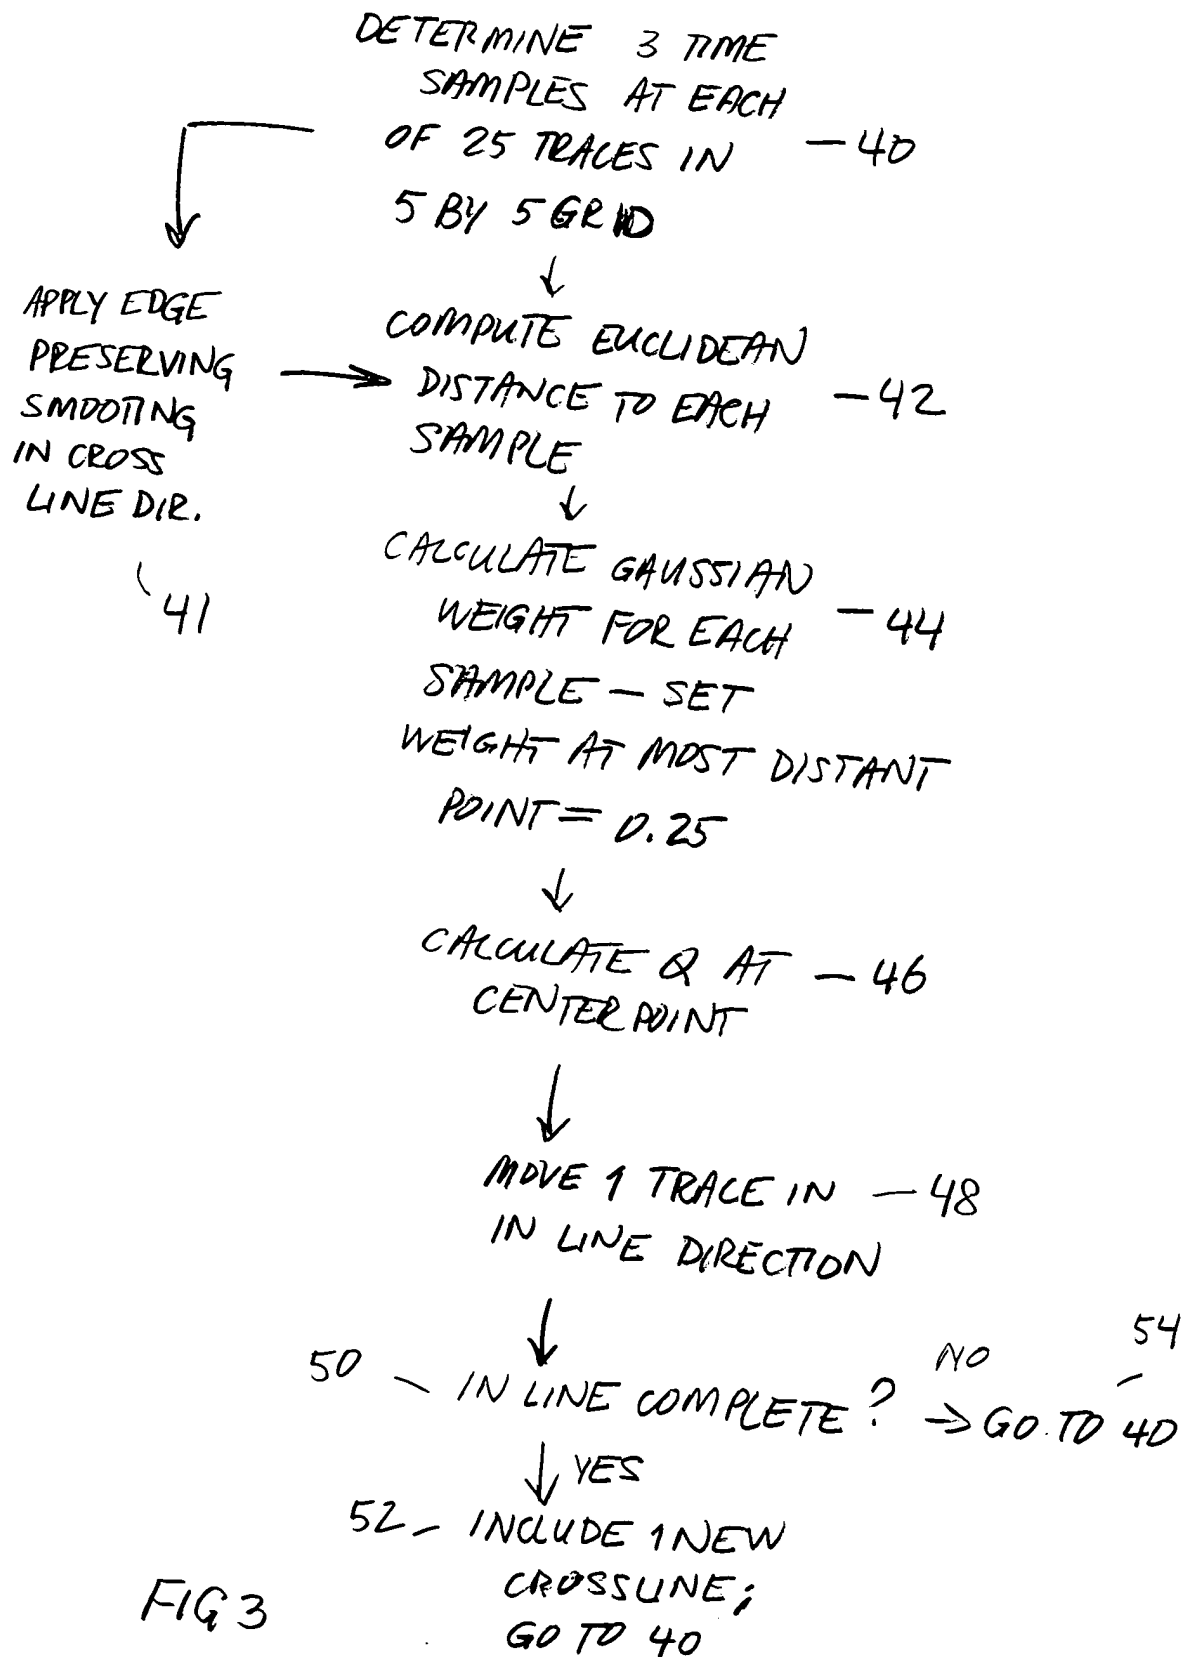 DETERMINE 3 TIME
SAMPLES AT EACH
OF 25 TRACES IN — 40
5 BY 5 GRID
APPLY EDGE
PRESERVING
SMOOTING
IN CROSS
LINE DIR.
41
COMPUTE EUCLIDEAN
DISTANCE TO EACH — 42
SAMPLE
CALCULATE GAUSSIAN
WEIGHT FOR EACH — 44
SAMPLE — SET
WEIGHT AT MOST DISTANT
POINT = 0.25
CALCULATE Q AT — 46
CENTERPOINT
MOVE 1 TRACE IN — 48
IN LINE DIRECTION
50 — IN LINE COMPLETE? NO → GO TO 40
54
YES
52 — INCLUDE 1 NEW
CROSSLINE;
GO TO 40
FIG 3